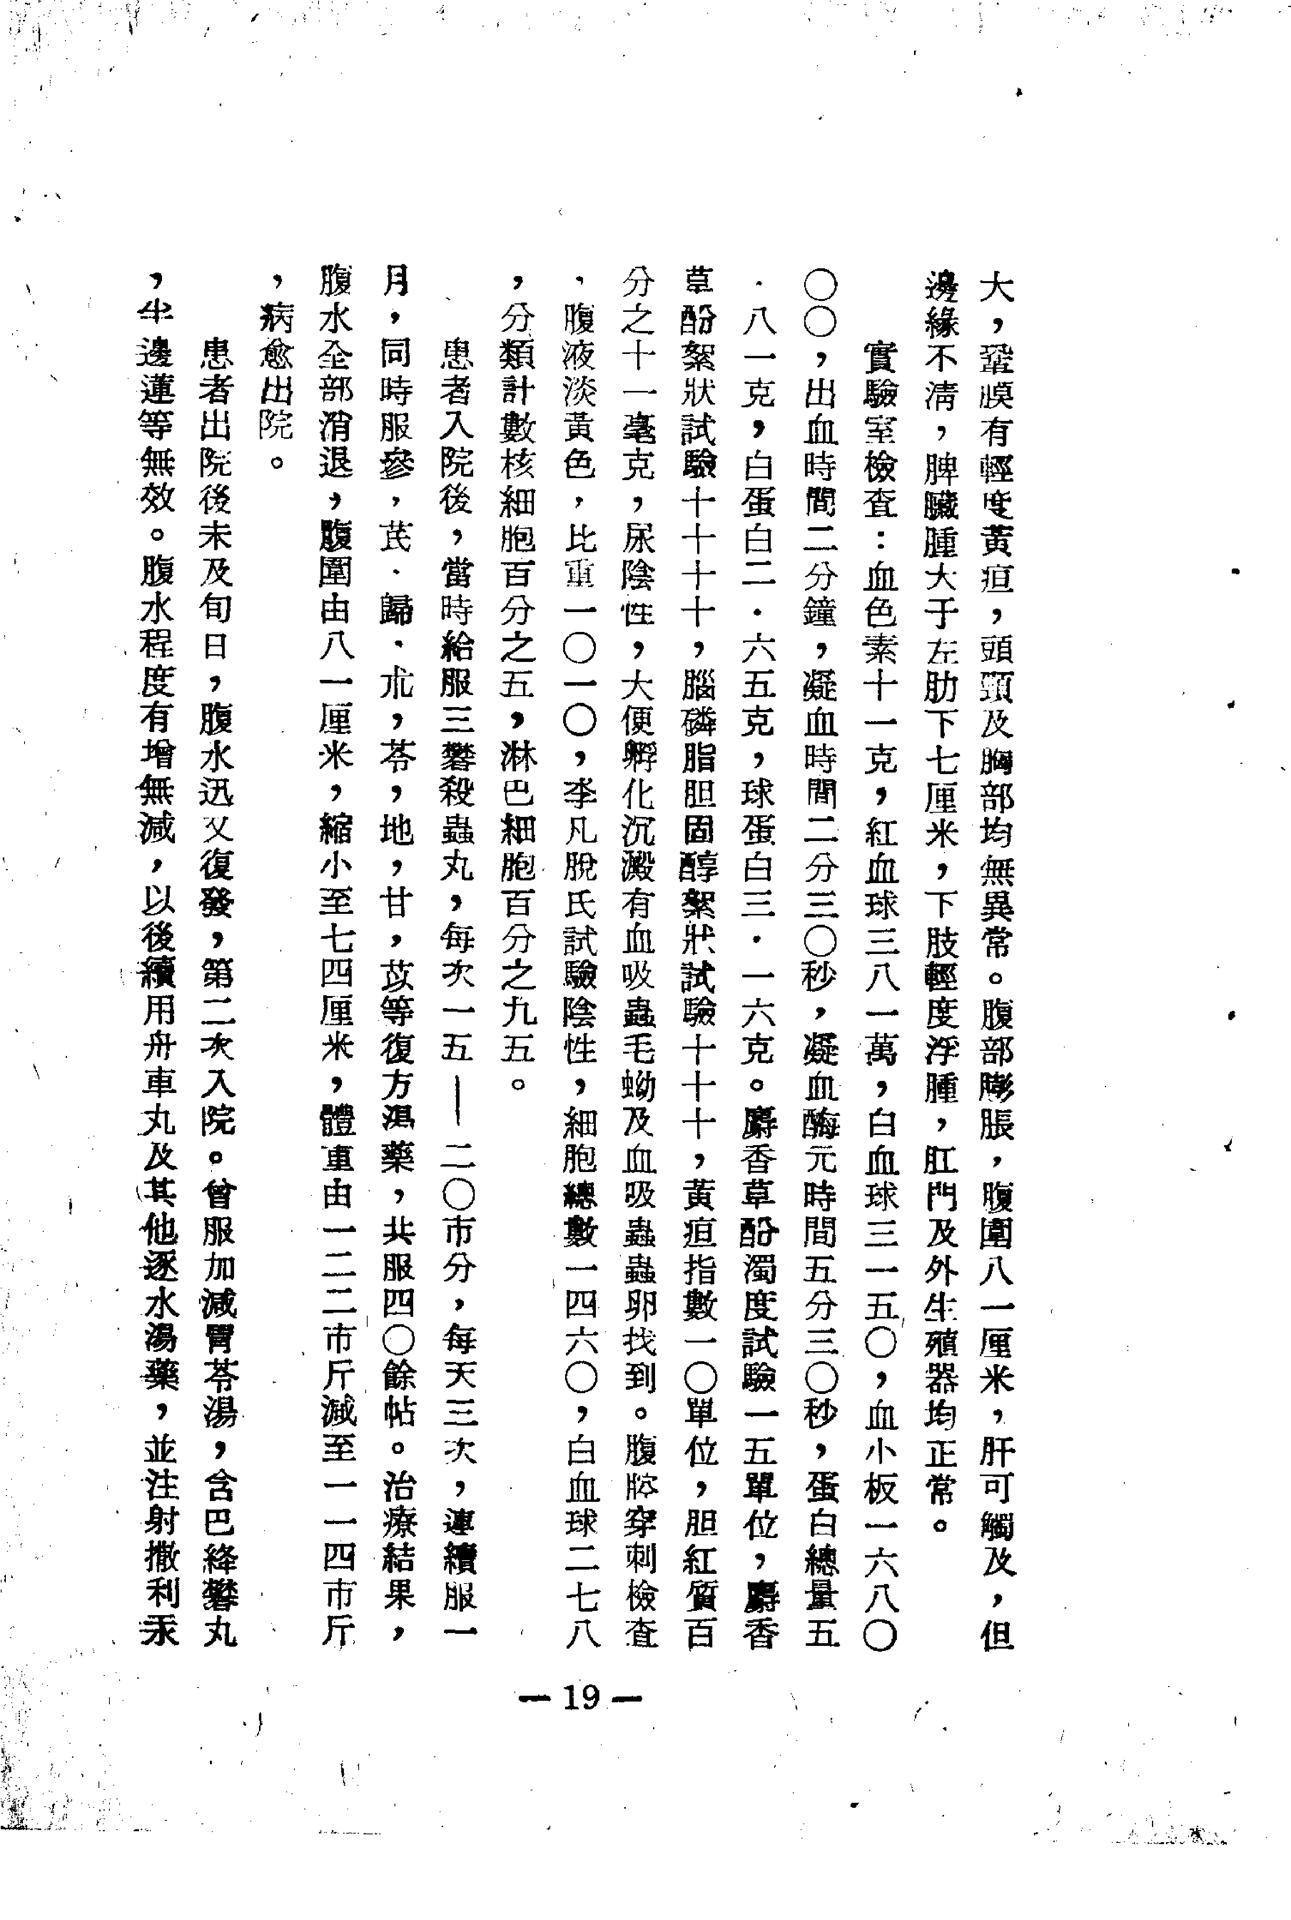 大，鞏膜有輕度黃疸，頭頸及胸部均無異常。腹部膨脹，腹圍八一厘米，肝可觸及，但
邊緣不淸，脾臟腫大于左肋下七厘米，下肢輕度浮腫，肛門及外生殖器均正常。
實驗室檢查：血色素十一克，紅血球三八一萬，白血球三一五〇，血小板一六八〇
〇〇，出血時間二分鐘，凝血時間二分三〇秒，凝血酶元時間五分三〇秒，蛋白總量五
．八一克，白蛋白二．六五克，球蛋白三．一六克。麝香草酚濁度試驗一五單位，麝香
草酚絮狀試驗十十十十，腦磷脂胆固醇絮狀試驗十十十，黃疸指數一〇單位，胆紅質百
分之十一毫克，尿陰性，大便孵化沉澱有血吸蟲毛蚴及血吸蟲蟲卵找到。腹腔穿刺檢查
，腹液淡黃色，比重一〇一〇，李凡脫氏試驗陰性，細胞總數一四六〇，白血球二七八
，分類計數核細胞百分之五，淋巴細胞百分之九五。
患者入院後，當時給服三礬殺蟲丸，每次一五——二〇市分，每天三次，連續服一
月，同時服參，芪．歸．朮，苓，地，甘，苡等復方湯藥，共服四〇餘帖。治療結果，
腹水全部消退，腹圍由八一厘米，縮小至七四厘米，體重由一二二市斤減至一一四市斤
，病愈出院。
患者出院後未及旬日，腹水迅又復發，第二次入院。曾服加減胃苓湯，含巴絳礬丸
，半邊蓮等無效。腹水程度有增無減，以後續用舟車丸及其他逐水湯藥，並注射撒利汞
— 19 —